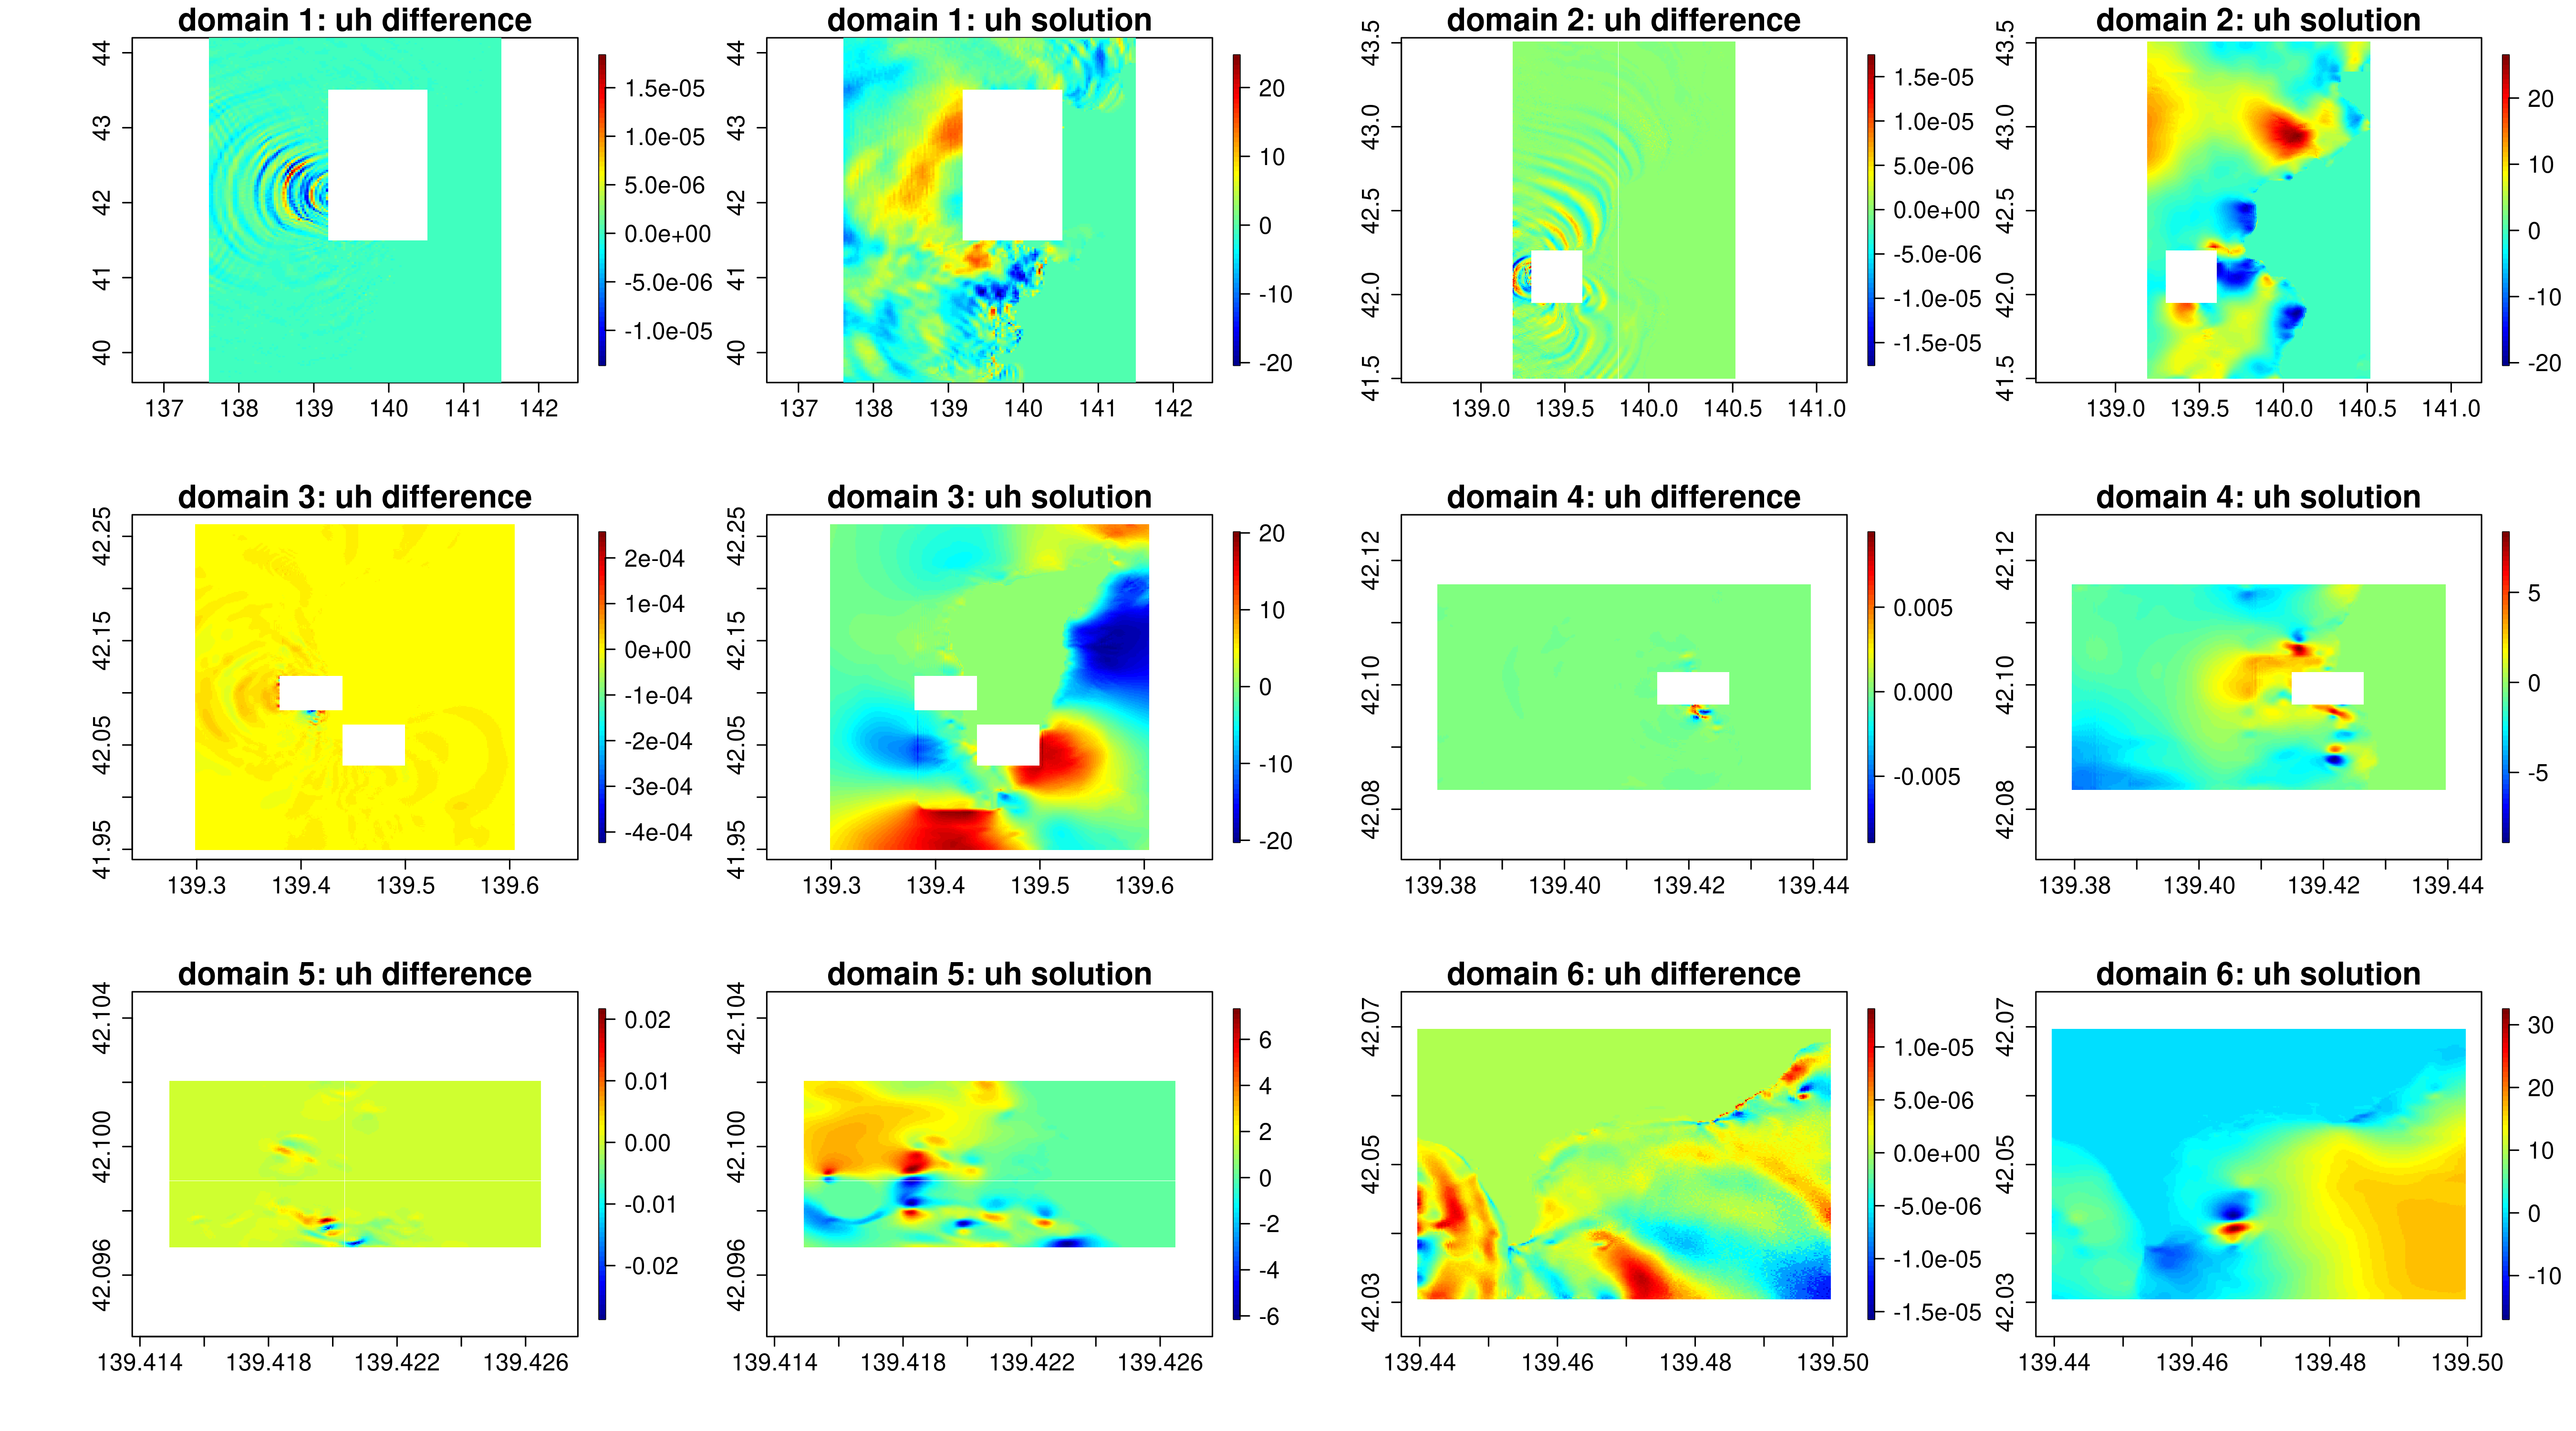 domain 1: uh difference
44
43
42
41
40
137 138 139 140 141 142
1.5e-05
1.0e-05
5.0e-06
0.0e+00
-5.0e-06
-1.0e-05
domain 1: uh solution
44
43
42
41
40
137 138 139 140 141 142
20
10
0
-10
-20
domain 2: uh difference
43.5
43.0
42.5
42.0
41.5
139.0 139.5 140.0 140.5 141.0
1.5e-05
1.0e-05
5.0e-06
0.0e+00
-5.0e-06
-1.0e-05
-1.5e-05
domain 2: uh solution
43.5
43.0
42.5
42.0
41.5
139.0 139.5 140.0 140.5 141.0
20
10
0
-10
-20
domain 3: uh difference
42.25
42.15
42.05
41.95
139.3 139.4 139.5 139.6
2e-04
1e-04
0e+00
-1e-04
-2e-04
-3e-04
-4e-04
domain 3: uh solution
42.25
42.15
42.05
41.95
139.3 139.4 139.5 139.6
20
10
0
-10
-20
domain 4: uh difference
42.12
42.10
42.08
139.38 139.40 139.42 139.44
0.005
0.000
-0.005
domain 4: uh solution
42.12
42.10
42.08
139.38 139.40 139.42 139.44
5
0
-5
domain 5: uh difference
42.104
42.100
42.096
139.414 139.418 139.422 139.426
0.02
0.01
0.00
-0.01
-0.02
domain 5: uh solution
42.104
42.100
42.096
139.414 139.418 139.422 139.426
6
4
2
0
-2
-4
-6
domain 6: uh difference
42.07
42.05
42.03
139.44 139.46 139.48 139.50
1.0e-05
5.0e-06
0.0e+00
-5.0e-06
-1.0e-05
-1.5e-05
domain 6: uh solution
42.07
42.05
42.03
139.44 139.46 139.48 139.50
30
20
10
0
-10